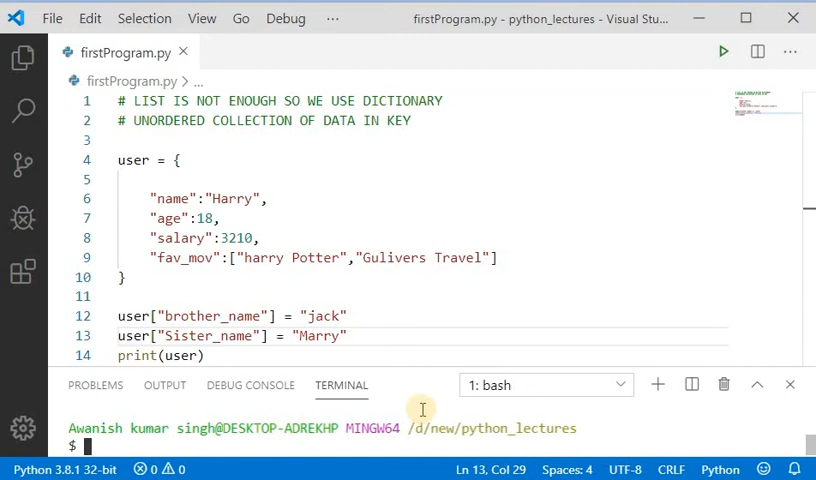 File Edit Selection View Go Debug ... firstProgram.py - python_lectures - Visual Stu...
firstProgram.py
firstProgram.py > ...
1 # LIST IS NOT ENOUGH SO WE USE DICTIONARY
2 # UNORDERED COLLECTION OF DATA IN KEY
3
4 user = {
5
6 "name":"Harry",
7 "age":18,
8 "salary":3210,
9 "fav_mov":["harry Potter","Gulivers Travel"]
10 }
11
12 user["brother_name"] = "jack"
13 user["Sister_name"] = "Marry"
14 print(user)
PROBLEMS OUTPUT DEBUG CONSOLE TERMINAL 1: bash
Awanish kumar singh@DESKTOP-ADREKHP MINGW64 /d/new/python_lectures
$
Python 3.8.1 32-bit 0 0 Ln 13, Col 29 Spaces: 4 UTF-8 CRLF Python